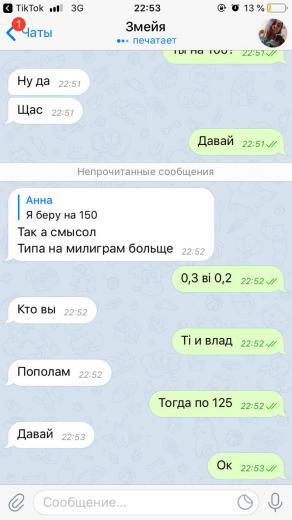 TikTok 3G 22:53 13 %
1
Чаты
Змейя
печатает
Ты на 100? 22:51
Ну да 22:51
Щас 22:51
Давай 22:51
Непрочитанные сообщения
Анна
Я беру на 150
Так а смысол
Типа на милиграм больще 22:52
0,3 ві 0,2 22:52
Кто вы 22:52
Ті и влад 22:52
Пополам 22:52
Тогда по 125 22:52
Давай 22:53
Ок 22:53
Сообщение...